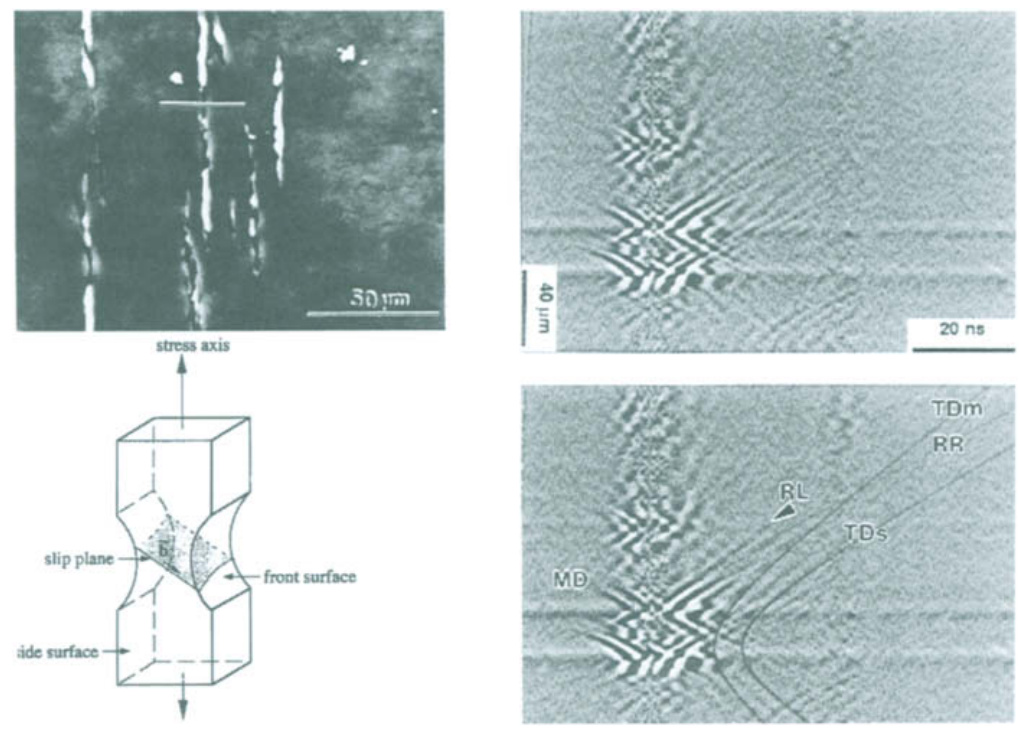 50 µm
stress axis
b
slip plane
front surface
side surface
40 µm
20 ns
TDm
RR
RL
TDs
MD